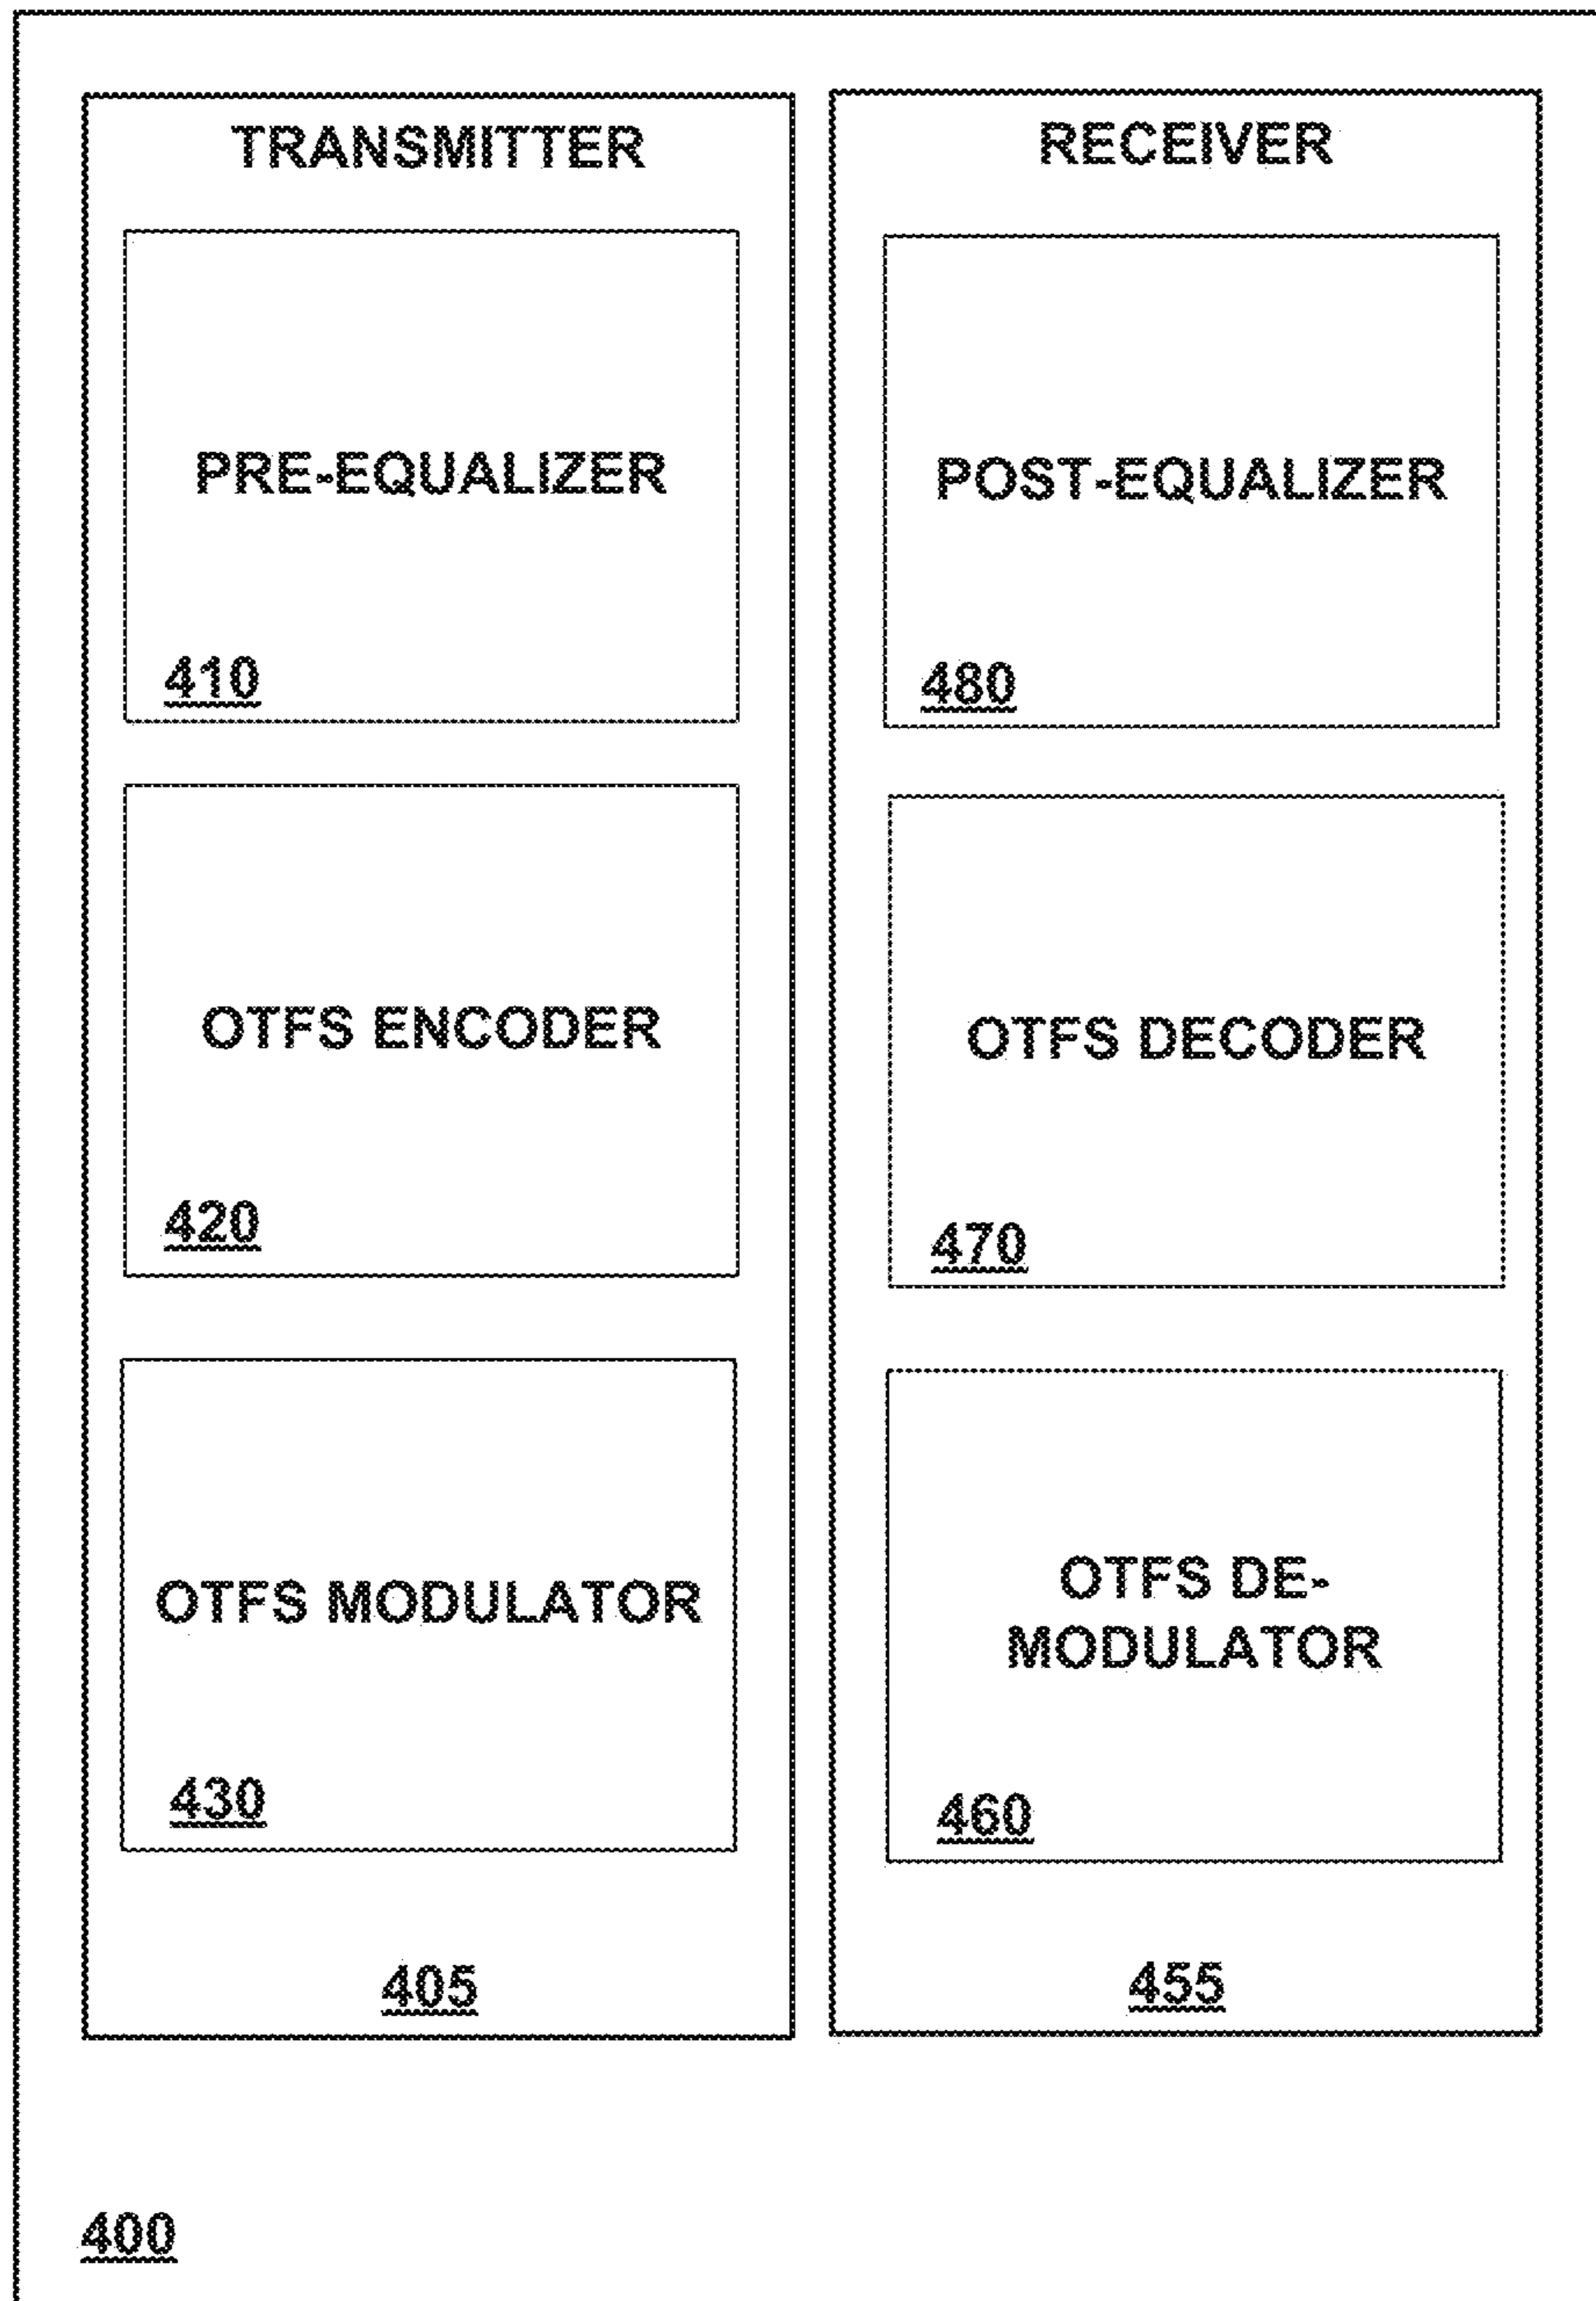 TRANSMITTER
PRE-EQUALIZER
410
OTFS ENCODER
420
OTFS MODULATOR
430
405
RECEIVER
POST-EQUALIZER
480
OTFS DECODER
470
OTFS DE-
MODULATOR
460
455
400